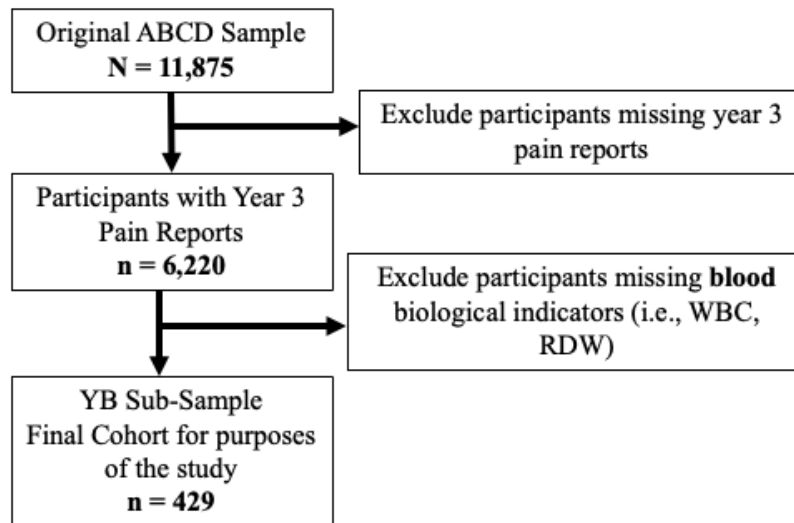 Original ABCD Sample
N = 11,875
Exclude participants missing year 3
pain reports
Participants with Year 3
Pain Reports
n = 6,220
Exclude participants missing blood
biological indicators (i.e., WBC,
RDW)
YB Sub-Sample
Final Cohort for purposes
of the study
n = 429